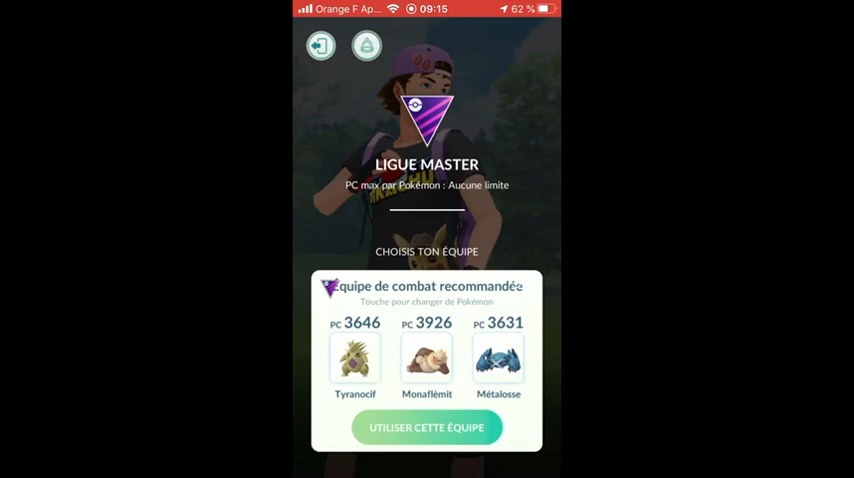 Orange F Ap... 09:15 62 %
LIGUE MASTER
PC max par Pokémon : Aucune limite
CHOISIS TON ÉQUIPE
Équipe de combat recommandée
Touche pour changer de Pokémon
PC 3646 PC 3926 PC 3631
Tyranocif Monaflèmit Métalosse
UTILISER CETTE ÉQUIPE